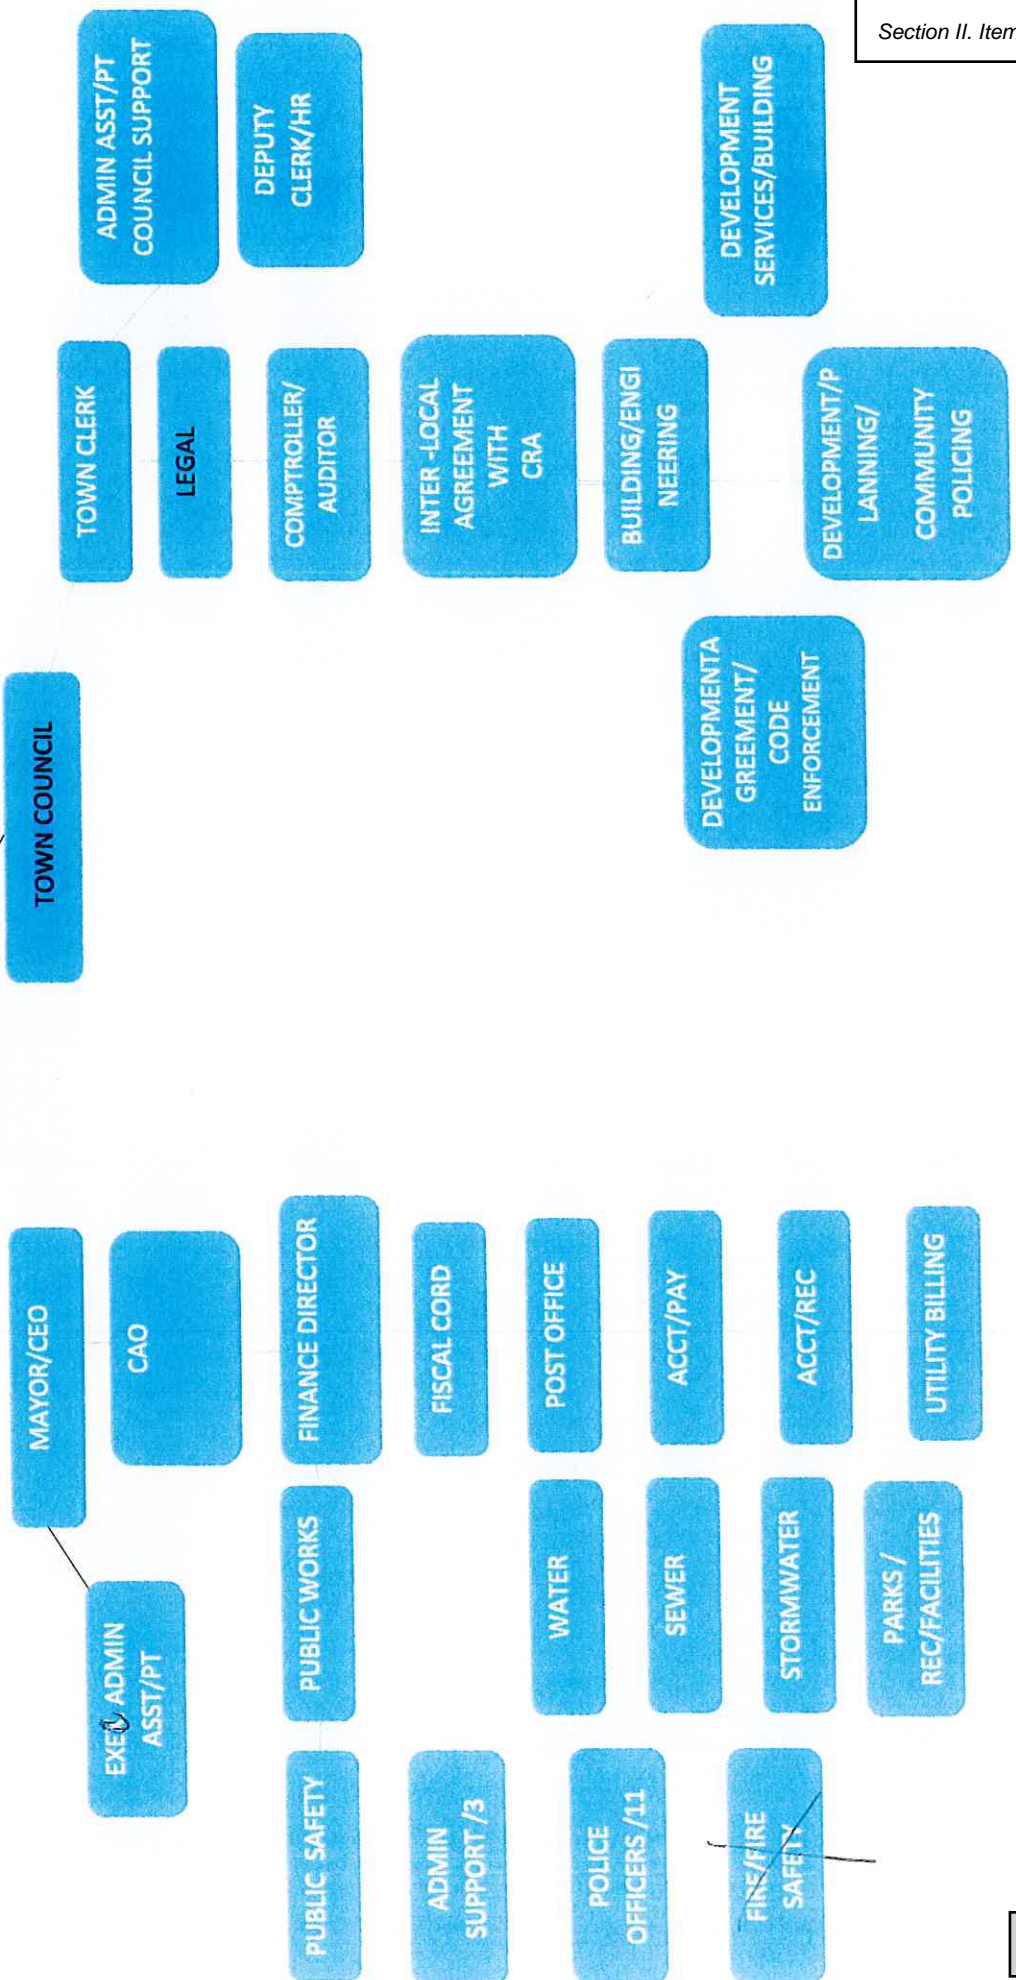 Section II. Item
TOWN COUNCIL
MAYOR/CEO
EXEC ADMIN
ASST/PT
CAO
PUBLIC SAFETY
PUBLIC WORKS
FINANCE DIRECTOR
ADMIN
SUPPORT /3
FISCAL CORD
POLICE
OFFICERS /11
WATER
POST OFFICE
SEWER
ACCT/PAY
FIRE/FIRE
SAFETY
STORMWATER
ACCT/REC
PARKS /
REC/FACILITIES
UTILITY BILLING
TOWN CLERK
ADMIN ASST/PT
COUNCIL SUPPORT
LEGAL
DEPUTY
CLERK/HR
COMPTROLLER/
AUDITOR
INTER -LOCAL
AGREEMENT
WITH
CRA
BUILDING/ENGI
NEERING
DEVELOPMENTA
GREEMENT/
CODE
ENFORCEMENT
DEVELOPMENT
SERVICES/BUILDING
DEVELOPMENT/P
LANNING/
COMMUNITY
POLICING